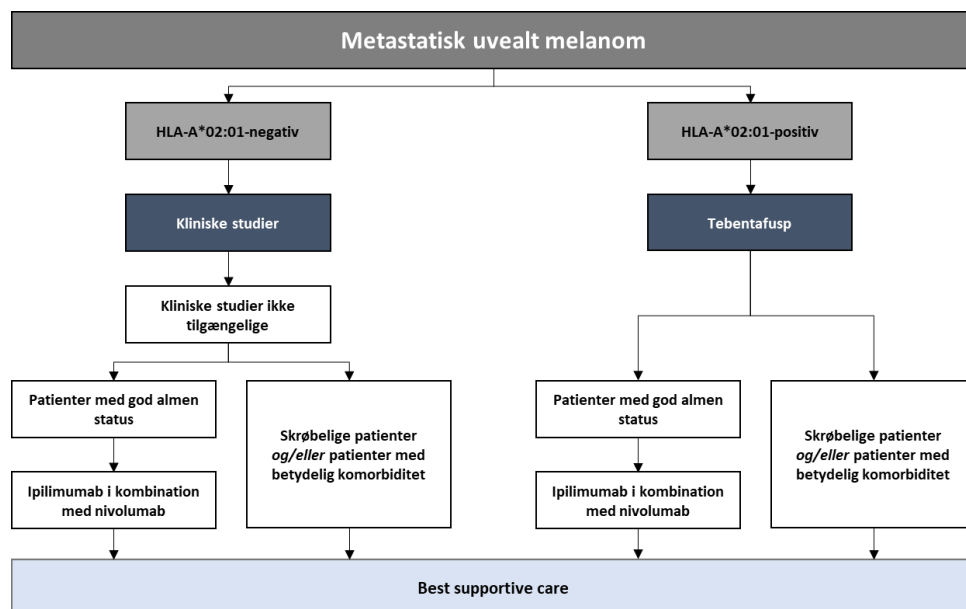 Metastatisk uvealt melanom
HLA-A*02:01-negativ
HLA-A*02:01-positiv
Kliniske studier
Tebentafusp
Kliniske studier ikke
tilgængelige
Patienter med god almen
status
Skrøbelige patienter
og/eller patienter med
betydelig komorbiditet
Ipilimumab i kombination
med nivolumab
Patienter med god almen
status
Skrøbelige patienter
og/eller patienter med
betydelig komorbiditet
Ipilimumab i kombination
med nivolumab
Best supportive care